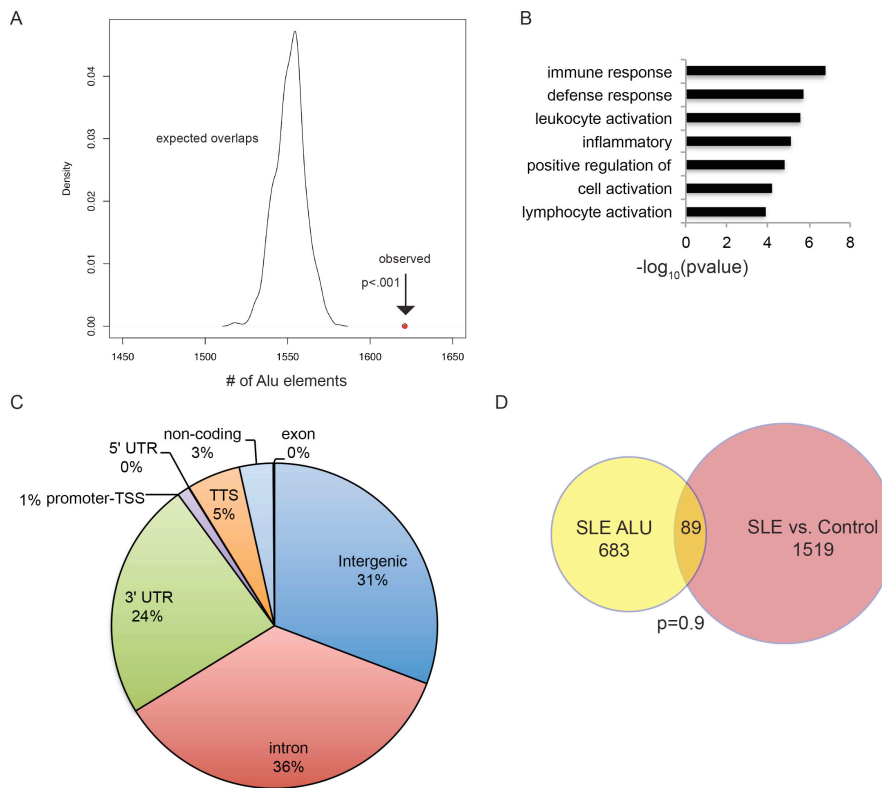 A
0.00 0.01 0.02 0.03 0.04
Density
expected overlaps
observed
p<.001
1450 1500 1550 1600 1650
# of Alu elements
B
immune response
defense response
leukocyte activation
inflammatory
positive regulation of
cell activation
lymphocyte activation
0 2 4 6 8
-log10(pvalue)
C
5' UTR
0%
non-coding
3%
exon
0%
1% promoter-TSS
TTS
5%
Intergenic
31%
3' UTR
24%
intron
36%
D
SLE ALU
683
89
SLE vs. Control
1519
p=0.9